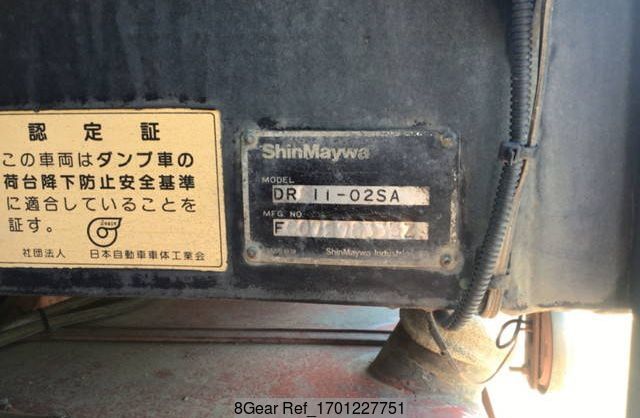 認定証
この車両はダンプ車の
荷台降下防止安全基準
に適合していることを
証す。
社団法人 日本自動車車体工業会
ShinMaywa
MODEL
DR 11-02SA
MFG NO
F
ShinMaywa
8Gear Ref_1701227751